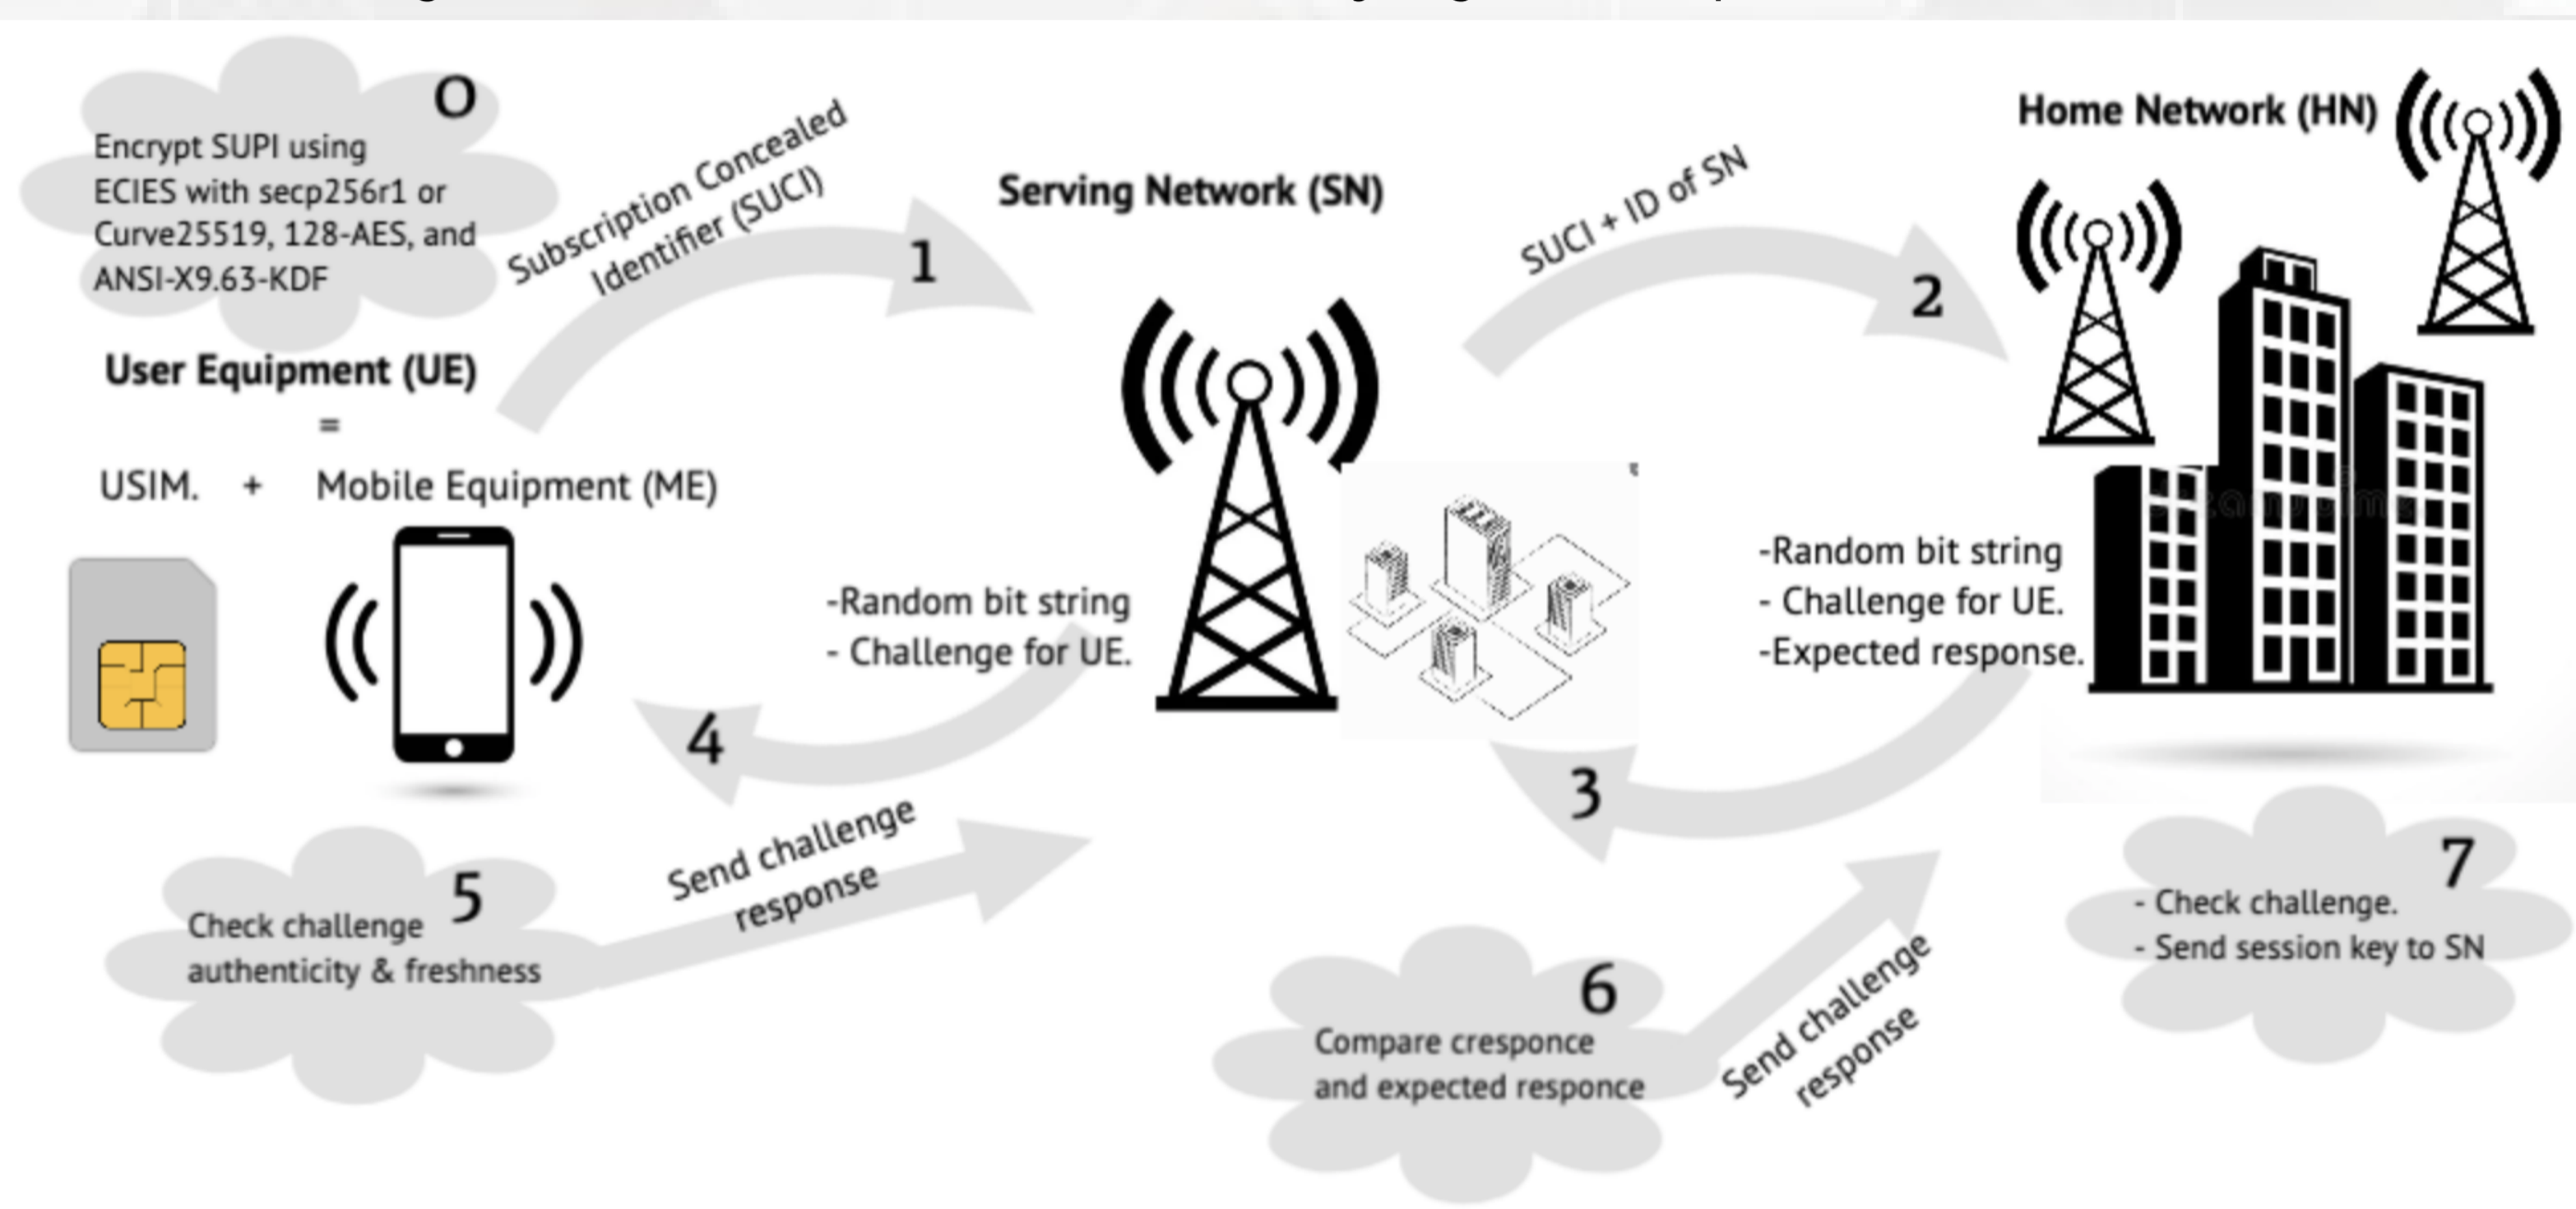 0
Encrypt SUPI using
ECIES with secp256r1 or
Curve25519, 128-AES, and
ANSI-X9.63-KDF
User Equipment (UE)
=
USIM. + Mobile Equipment (ME)
Subscription Concealed
Identifier (SUCI)
1
Serving Network (SN)
SUCI + ID of SN
2
Home Network (HN)
-Random bit string
- Challenge for UE.
-Expected response.
3
-Random bit string
- Challenge for UE.
4
5
Check challenge
authenticity & freshness
Send challenge
response
6
Compare cresponce
and expected responce
Send challenge
response
7
- Check challenge.
- Send session key to SN